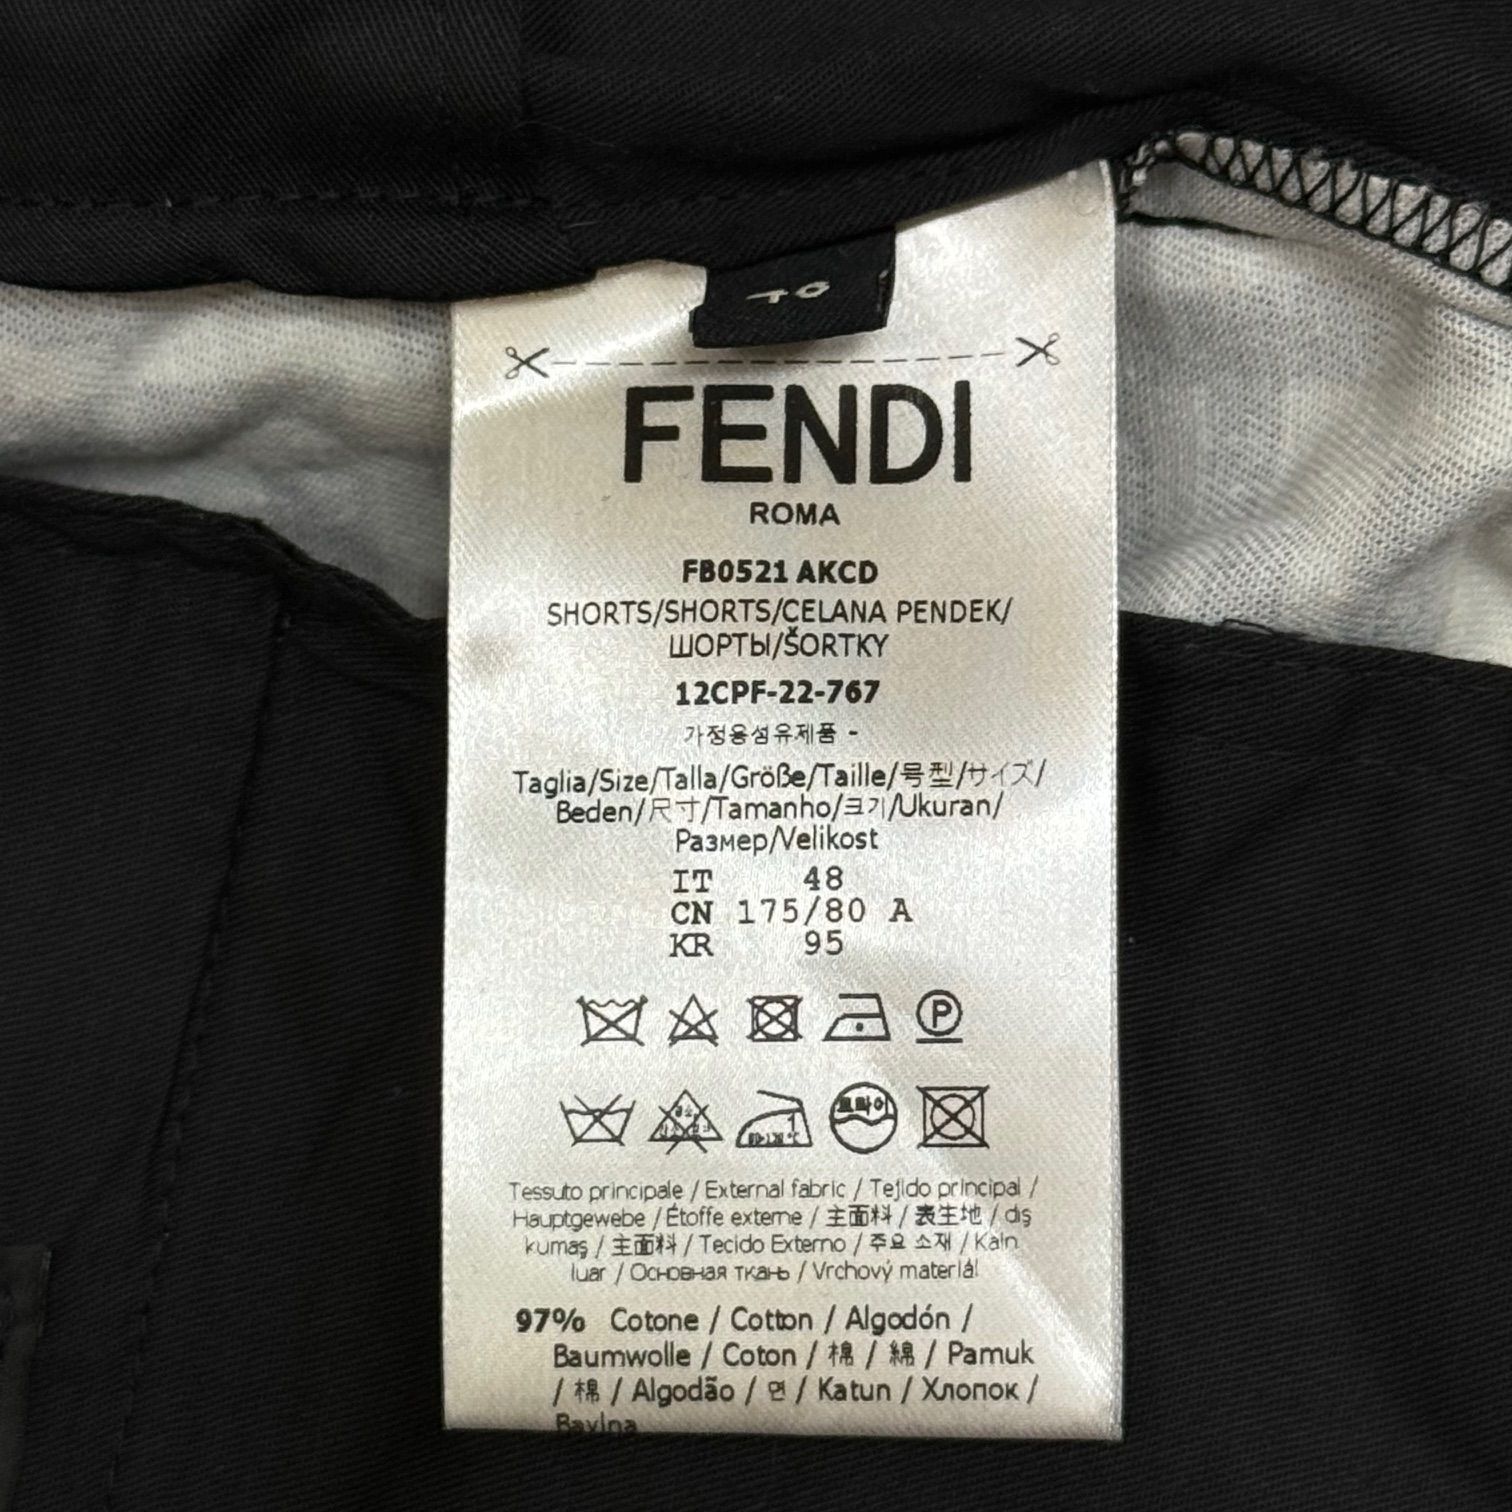 FENDI
ROMA
FB0521 AKCD
SHORTS/SHORTS/CELANA PENDEK/
ШОРТЫ/ŠORTKY
12CPF-22-767
가정용섬유제품 -
Taglia/Size/Talla/Größe/Taille/号型/サイズ/
Beden/尺寸/Tamanho/크기/Ukuran/
Размер/Velikost
IT 48
CN 175/80 A
KR 95
P
드라이
Tessuto principale / External fabric / Tejido principal /
Hauptgewebe / Étoffe externe / 主面料 / 表生地 / dış
kumaş / 主面料 / Tecido Externo / 주요 소재 / Kain
luar / Основная ткань / Vrchový materiál
97% Cotone / Cotton / Algodón /
Baumwolle / Coton / 棉 / 綿 / Pamuk
/ 棉 / Algodão / 면 / Katun / Хлопок /
Bavlna